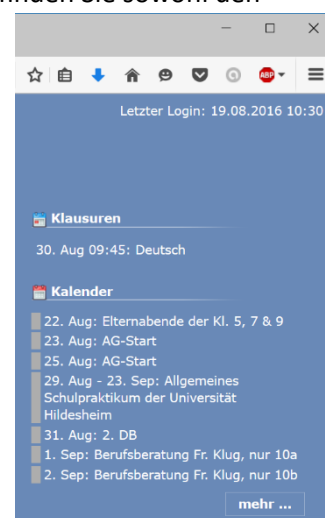 finden Sie sowohl den
ABP
Letzter Login: 19.08.2016 10:30
Klausuren
30. Aug 09:45: Deutsch
Kalender
22. Aug: Elternabende der Kl. 5, 7 & 9
23. Aug: AG-Start
25. Aug: AG-Start
29. Aug - 23. Sep: Allgemeines
Schulpraktikum der Universität
Hildesheim
31. Aug: 2. DB
1. Sep: Berufsberatung Fr. Klug, nur 10a
2. Sep: Berufsberatung Fr. Klug, nur 10b
mehr ...